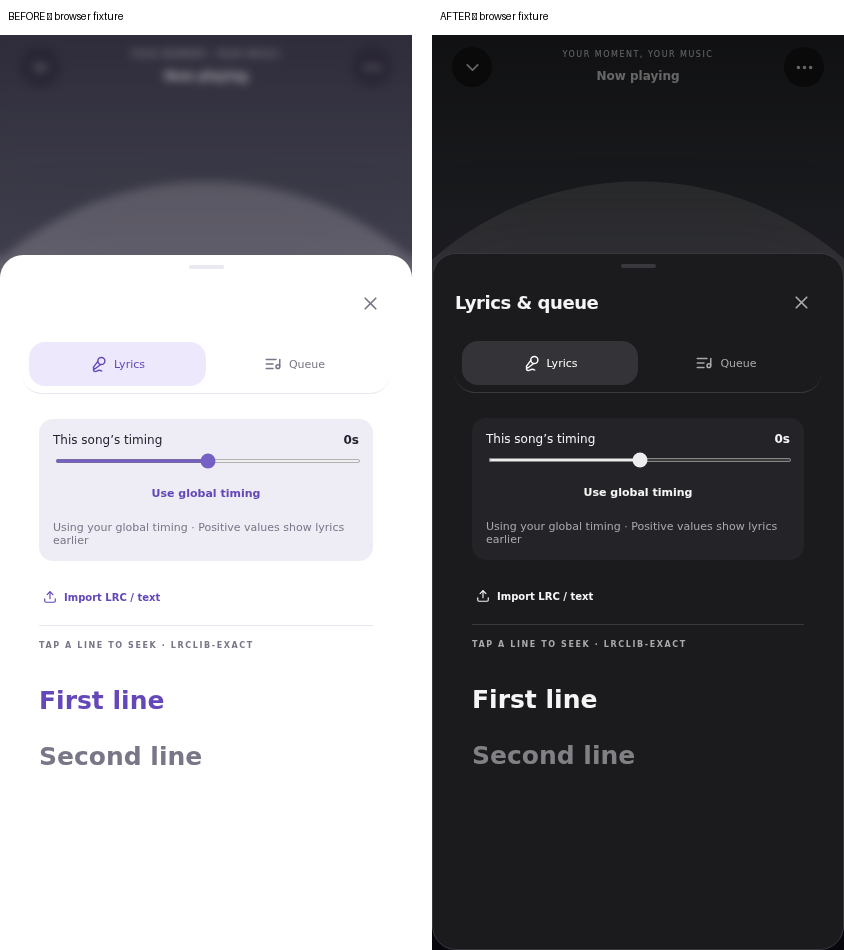 BEFORE browser fixture
Now playing
Lyrics
Queue
This song’s timing
0s
Use global timing
Using your global timing · Positive values show lyrics
earlier
Import LRC / text
TAP A LINE TO SEEK · LRCLIB-EXACT
First line
Second line
AFTER browser fixture
YOUR MOMENT, YOUR MUSIC
Now playing
Lyrics & queue
Lyrics
Queue
This song’s timing
0s
Use global timing
Using your global timing · Positive values show lyrics
earlier
Import LRC / text
TAP A LINE TO SEEK · LRCLIB-EXACT
First line
Second line